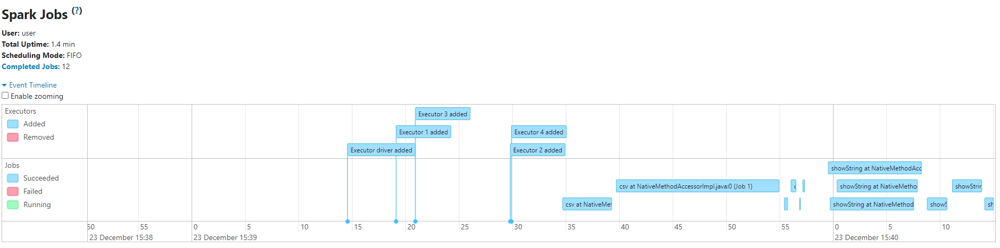 Spark Jobs (?)
User: user
Total Uptime: 1.4 min
Scheduling Mode: FIFO
Completed Jobs: 12
Event Timeline
Enable zooming
Executors
Added
Removed
Executor 3 added
Executor 1 added
Executor 4 added
Executor driver added
Executor 2 added
Jobs
Succeeded
Failed
Running
showString at NativeMethodAcc
csv at NativeMethodAccessorImpl.java:0 (Job 1)
c
showString at NativeMetho
showStrin
csv at NativeMet
showString at NativeMethod
showS
sh
50 55 0 5 10 15 20 25 30 35 40 45 50 55 0 5 10
23 December 15:38 23 December 15:39 23 December 15:40